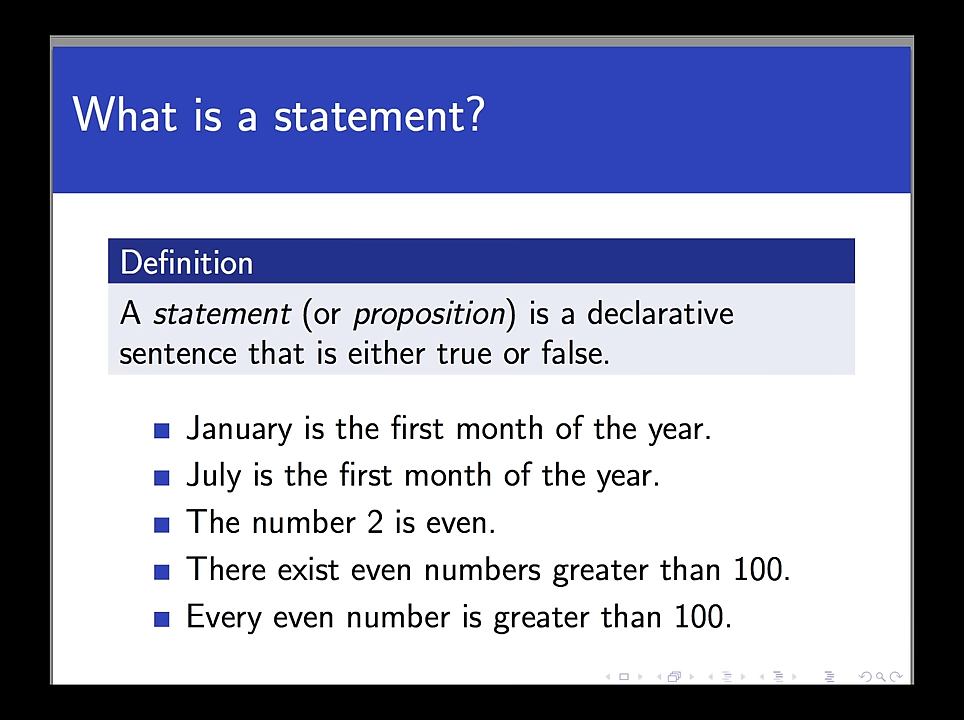 What is a statement?
Definition
A statement (or proposition) is a declarative
sentence that is either true or false.
January is the first month of the year.
July is the first month of the year.
The number 2 is even.
There exist even numbers greater than 100.
Every even number is greater than 100.